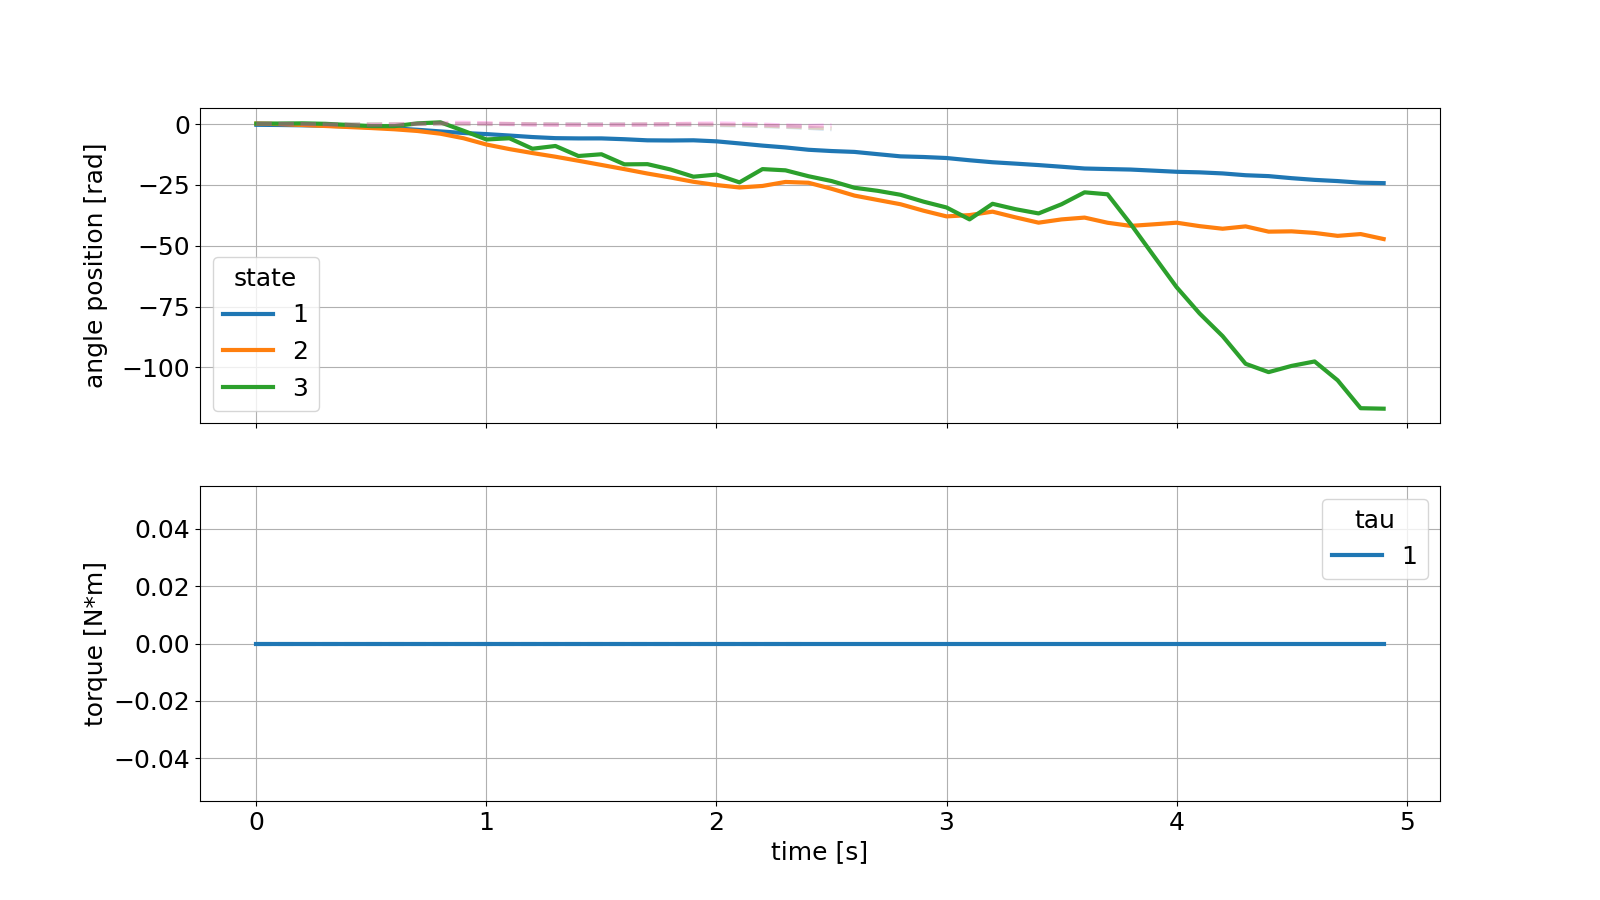 angle position [rad]
0
−25
−50
−75
−100
state
1
2
3
torque [N*m]
0.04
0.02
0.00
−0.02
−0.04
tau
1
0 1 2 3 4 5
time [s]